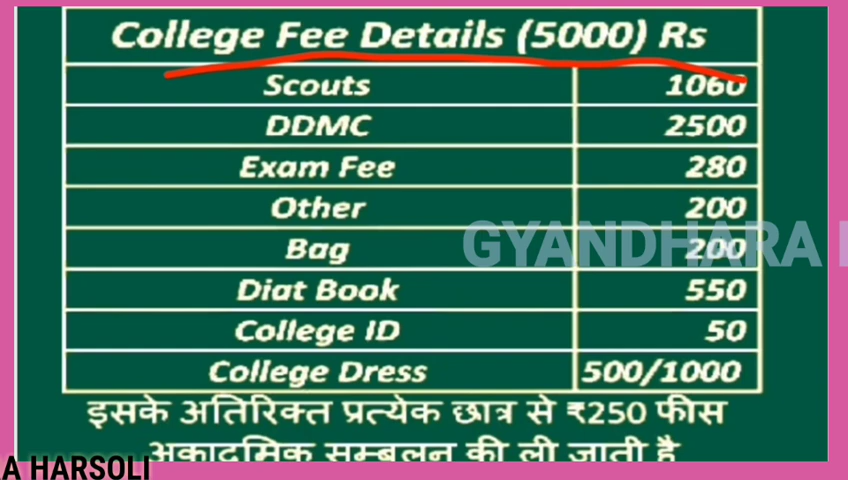 College Fee Details (5000) Rs
Scouts 1060
DDMC 2500
Exam Fee 280
Other 200
Bag 200
GYANDHARA
Diat Book 550
College ID 50
College Dress 500/1000
इसके अतिरिक्त प्रत्येक छात्र से ₹250 फीस
अकादमिक सम्बलन की ली जाती है
A HARSOLI